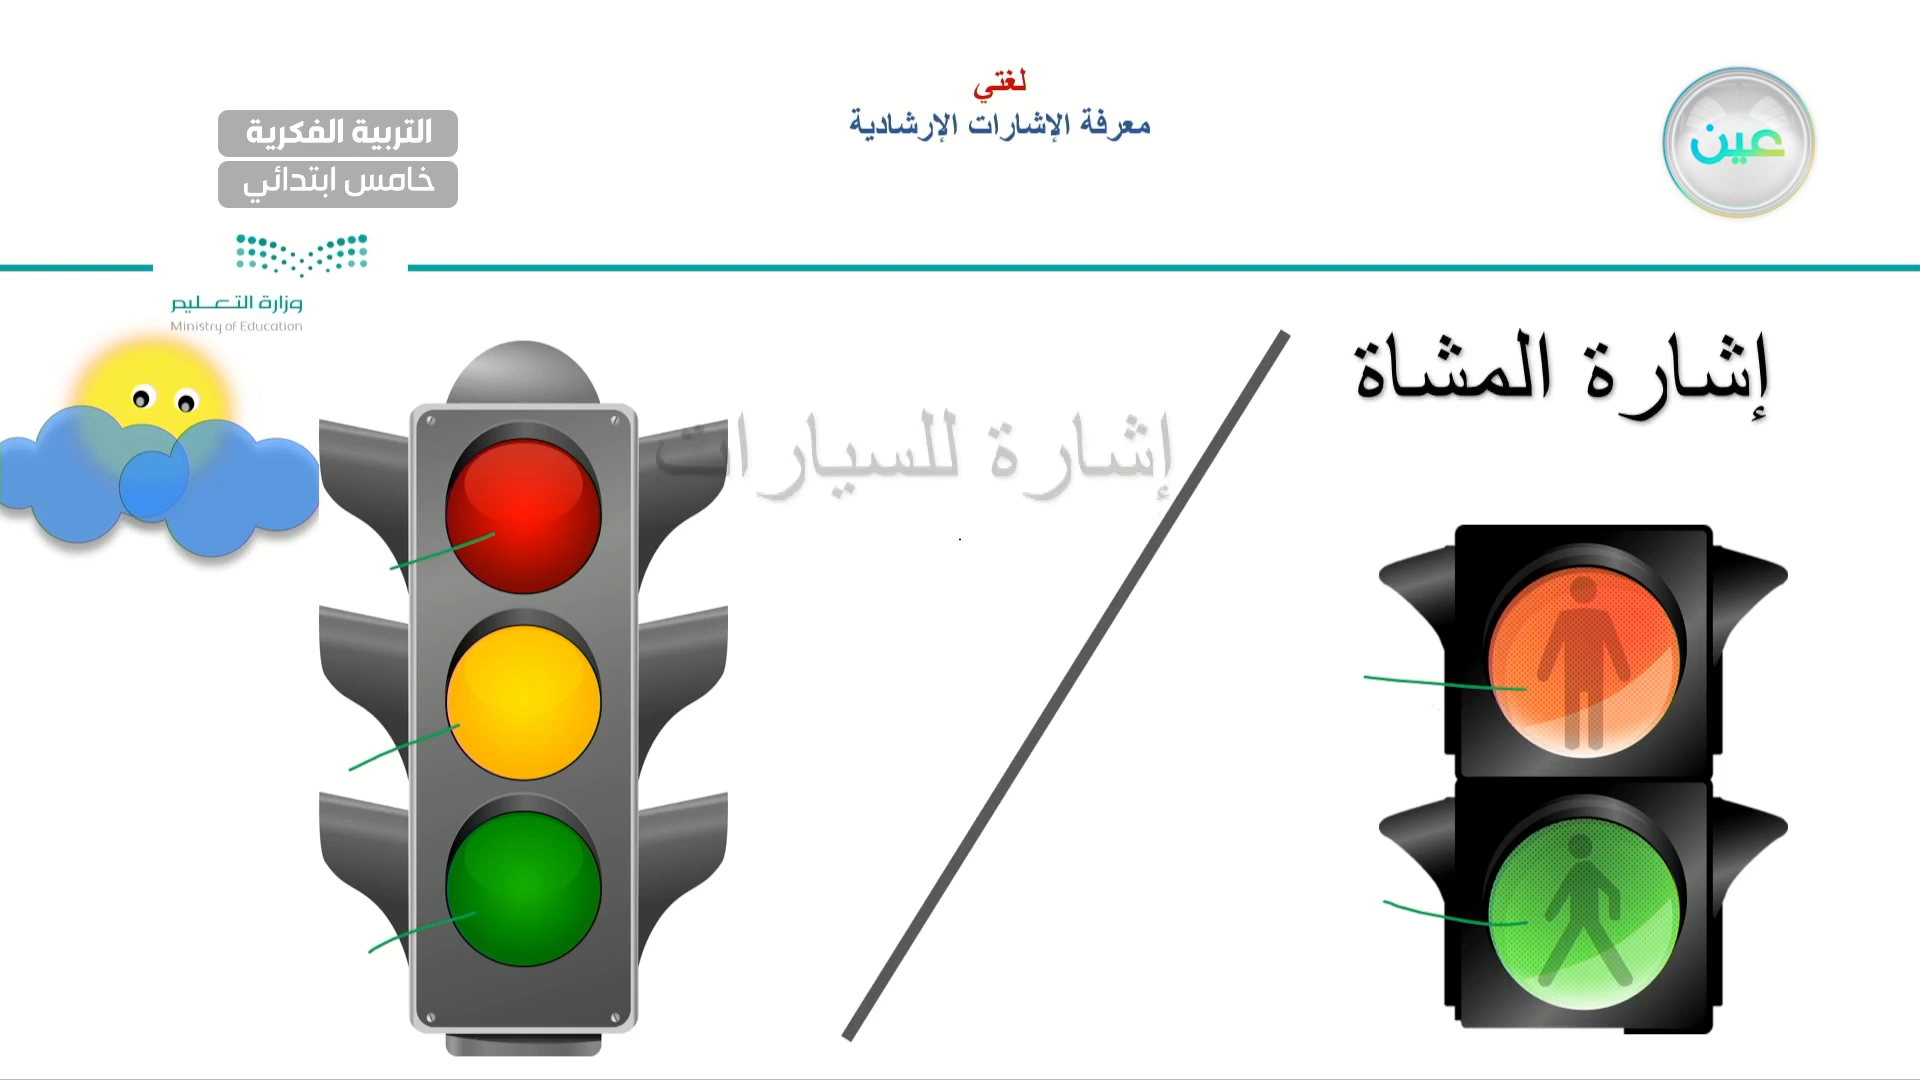 لغتي
معرفة الإشارات الإرشادية
عين
التربية الفكرية
خامس ابتدائي
وزارة التعليم
Ministry of Education
إشارة المشاة
إشارة للسيارات